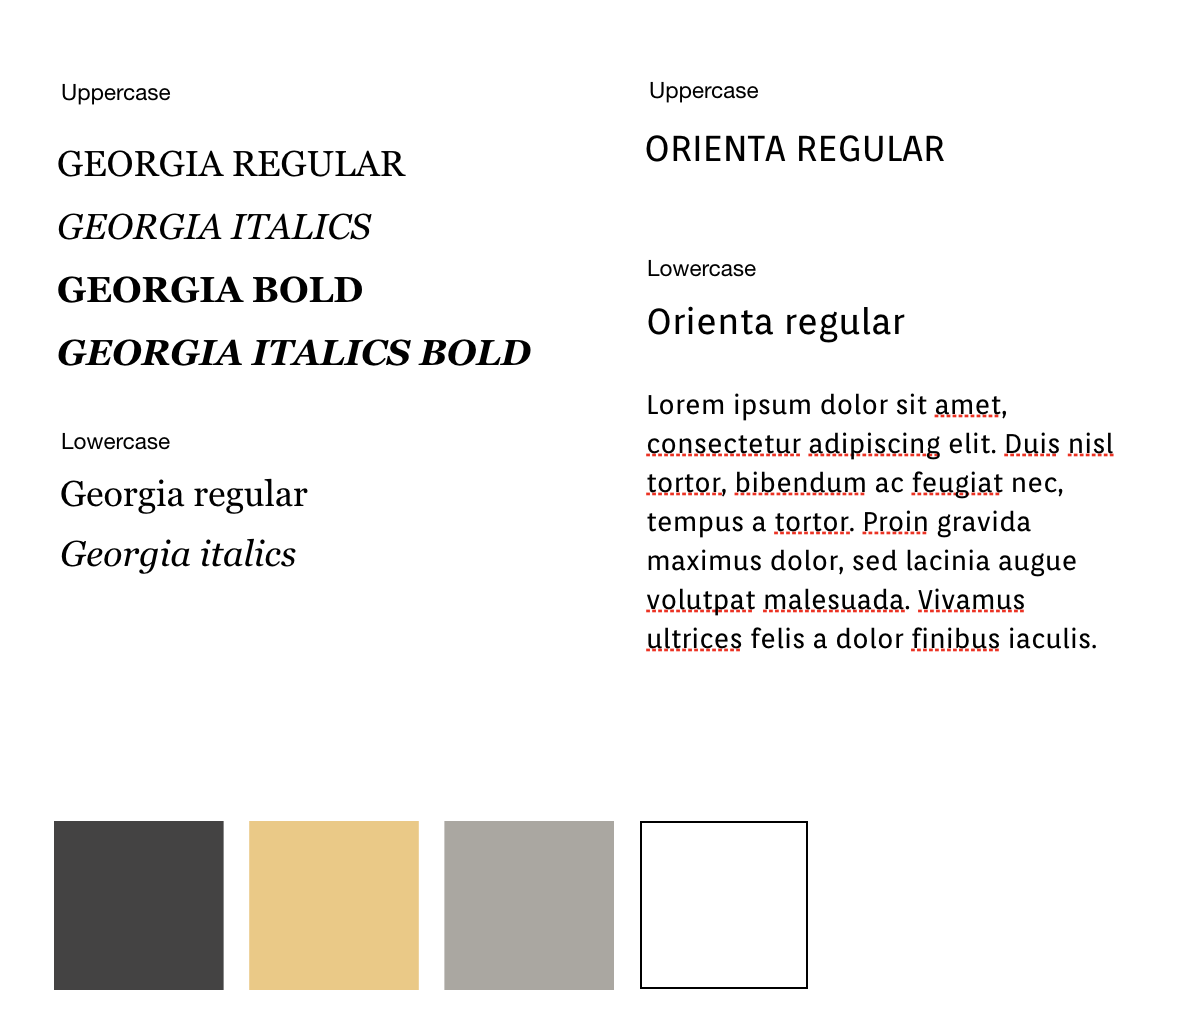 Uppercase
GEORGIA REGULAR
GEORGIA ITALICS
GEORGIA BOLD
GEORGIA ITALICS BOLD
Lowercase
Georgia regular
Georgia italics
Uppercase
ORIENTA REGULAR
Lowercase
Orienta regular
Lorem ipsum dolor sit amet,
consectetur adipiscing elit. Duis nisl
tortor, bibendum ac feugiat nec,
tempus a tortor. Proin gravida
maximus dolor, sed lacinia augue
volutpat malesuada. Vivamus
ultrices felis a dolor finibus iaculis.